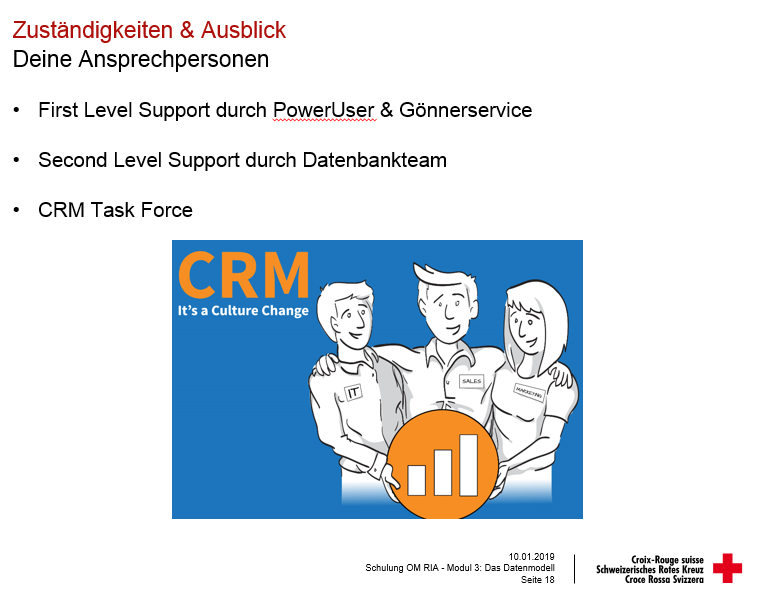 Zuständigkeiten & Ausblick
Deine Ansprechpersonen
• First Level Support durch PowerUser & Gönnerservice
• Second Level Support durch Datenbankteam
• CRM Task Force
CRM
It's a Culture Change
IT
SALES
MARKETING
10.01.2019
Schulung OM RIA - Modul 3: Das Datenmodell
Seite 18
Croix-Rouge suisse
Schweizerisches Rotes Kreuz
Croce Rossa Svizzera